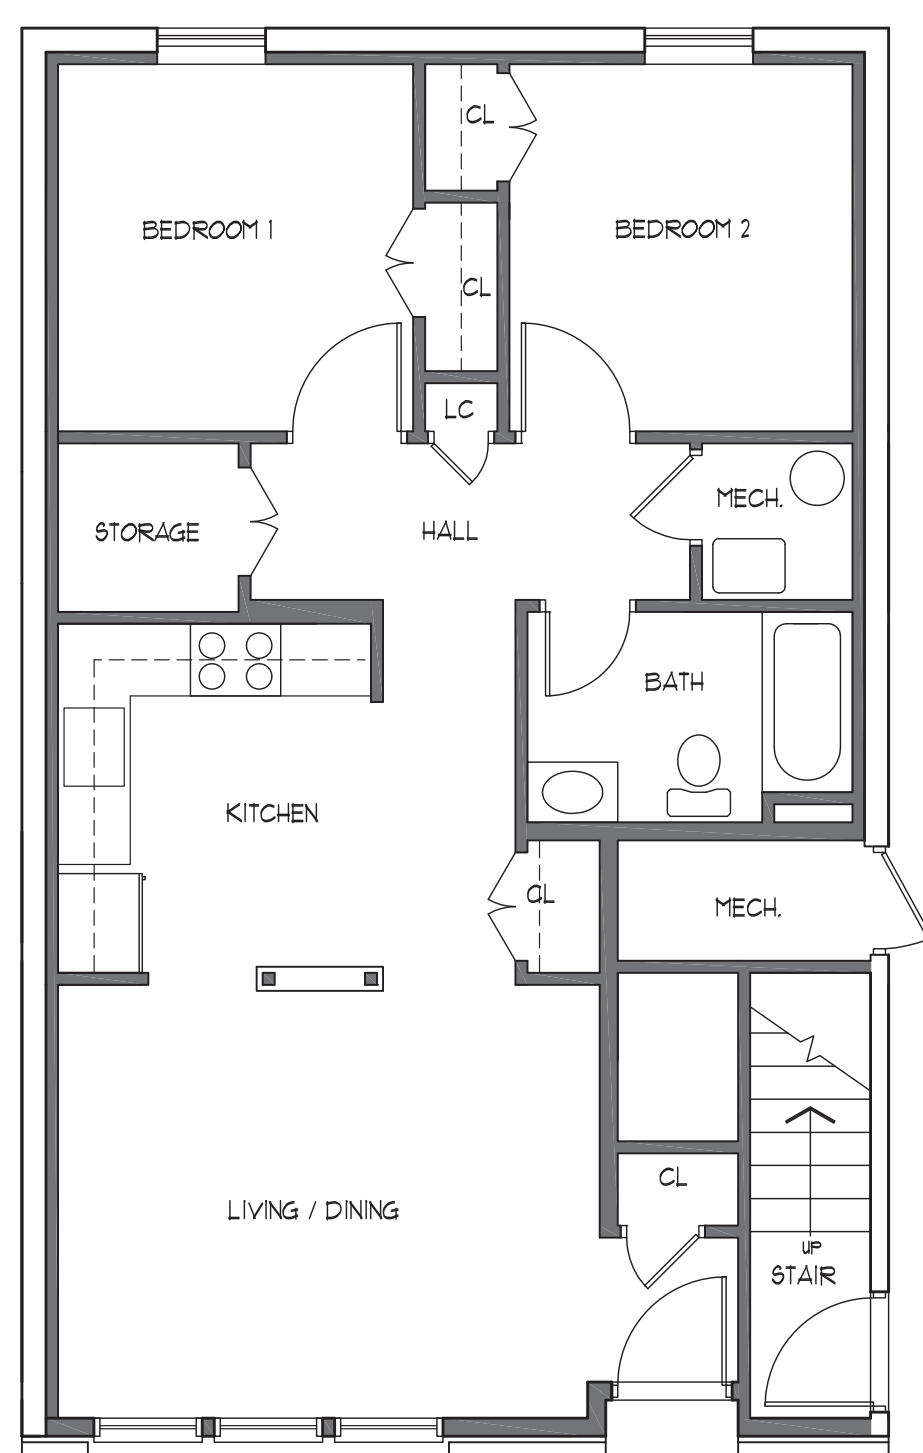 CL
BEDROOM 1
BEDROOM 2
CL
LC
MECH.
STORAGE
HALL
BATH
KITCHEN
CL
MECH.
CL
LIVING / DINING
UP
STAIR